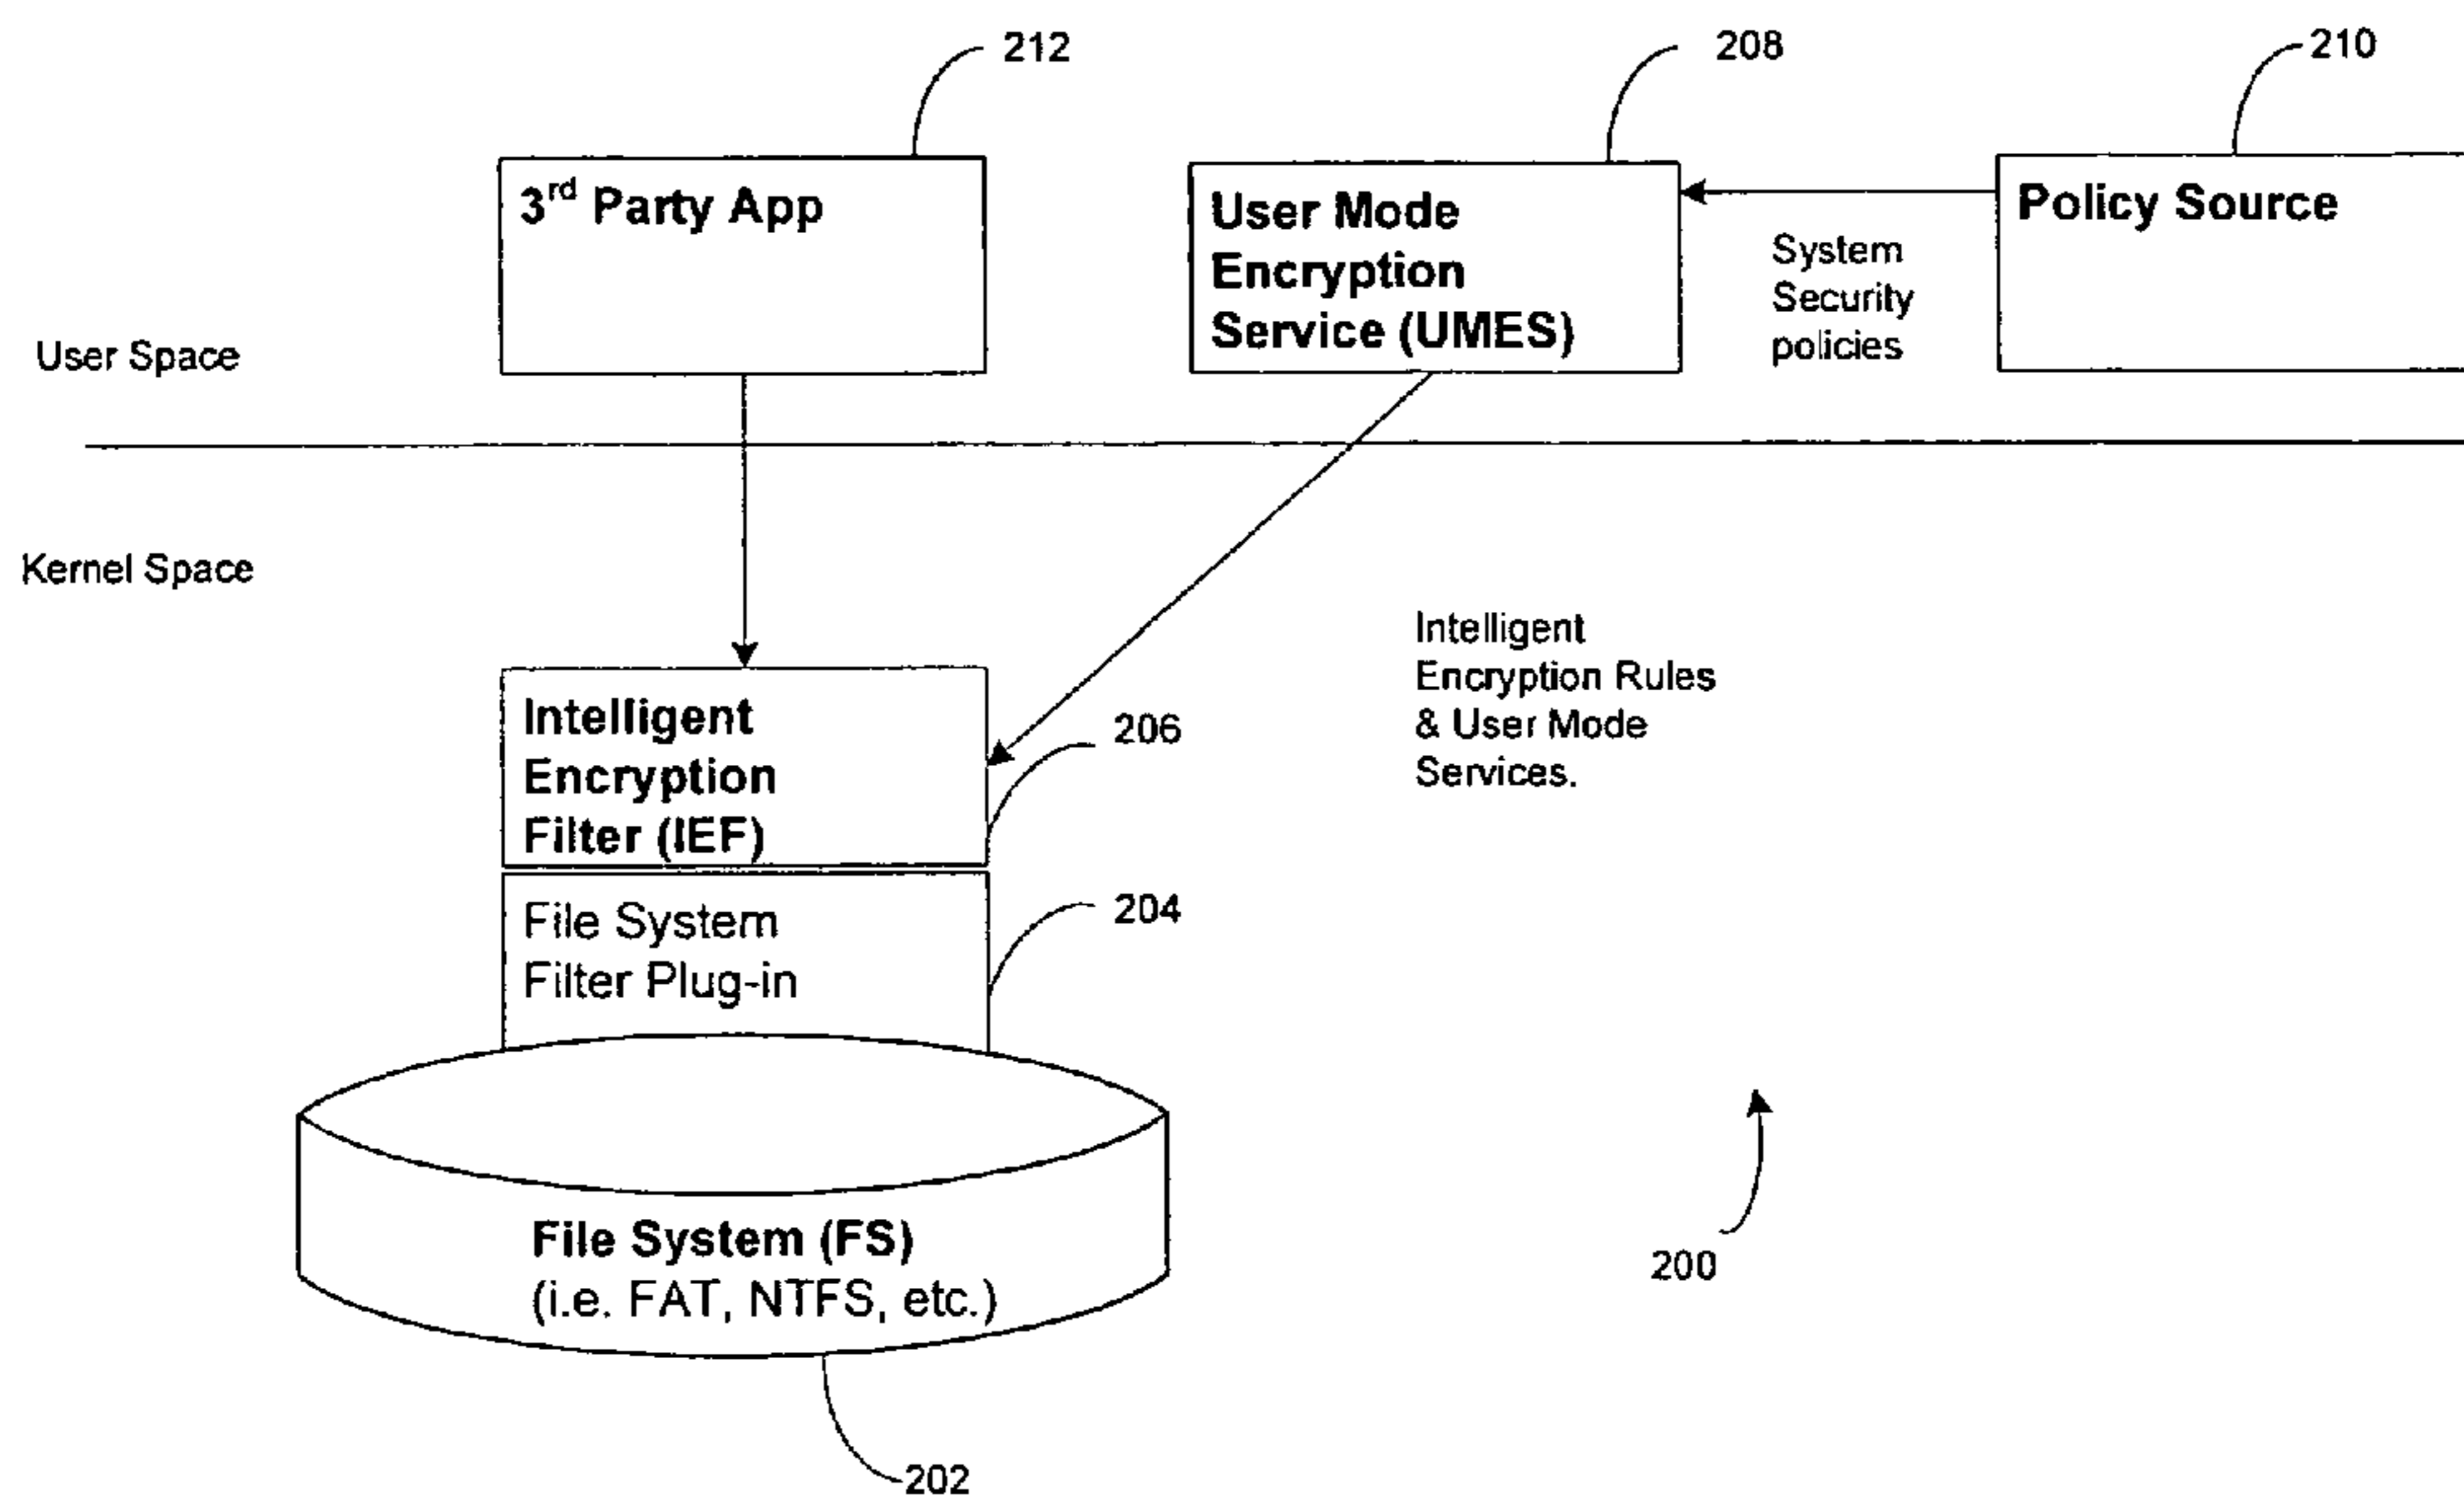 212
208
210
3rd Party App
User Mode
Encryption
Service (UMES)
System
Security
policies
Policy Source
User Space
Kernel Space
Intelligent
Encryption Rules
& User Mode
Services.
Intelligent
Encryption
Filter (IEF)
206
File System
Filter Plug-in
204
File System (FS)
(i.e. FAT, NTFS, etc.)
200
202